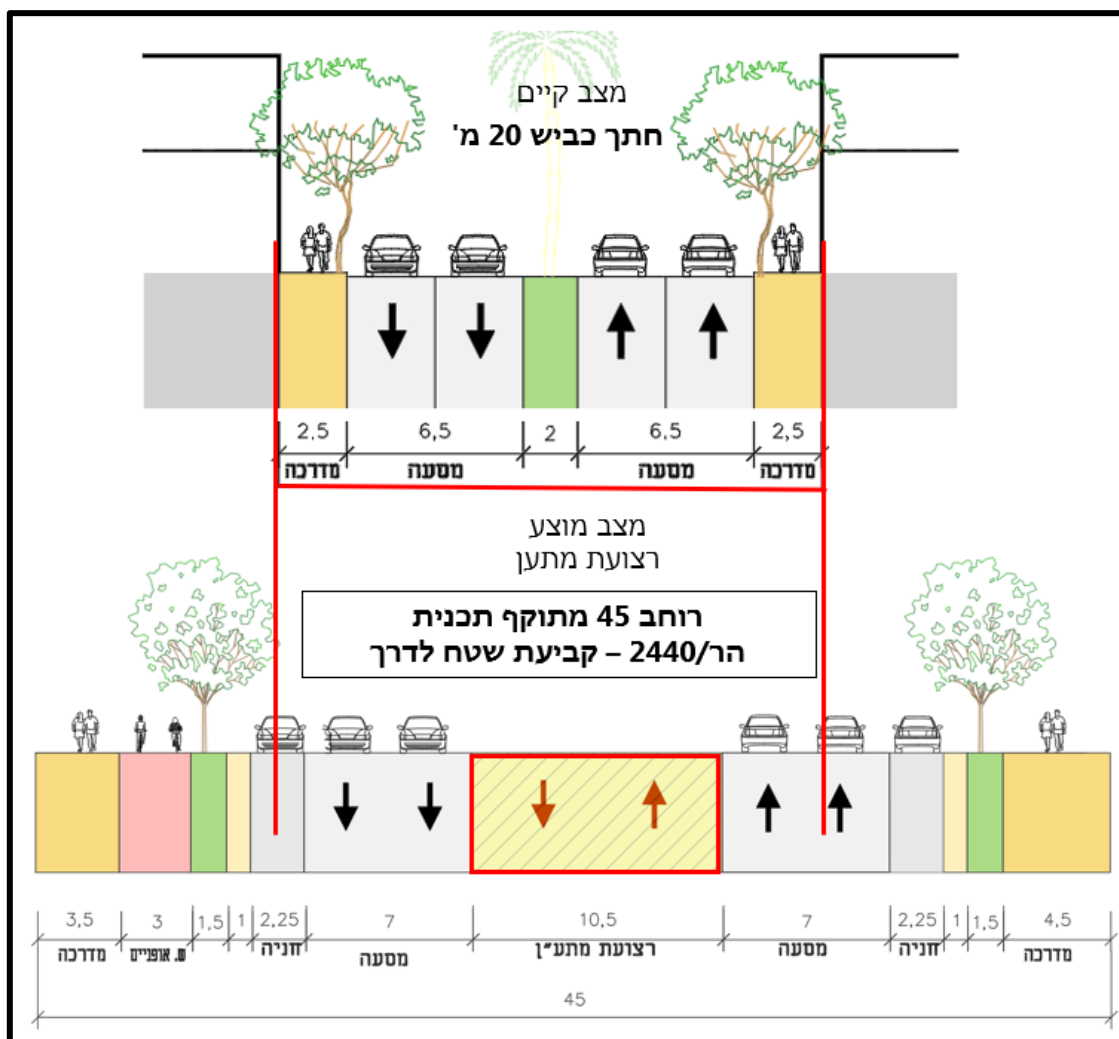 מצב קיים
חתך כביש 20 מ'
2,5 6,5 2 6,5 2,5
מדרכה מסעה מסעה מדרכה
מצב מוצע
רצועת מתען
רוחב 45 מתוקף תכנית
הר/2440 – קביעת שטח לדרך
3,5 3 1,5 1 2,25 7 10,5 7 2,25 1 1,5 4,5
מדרכה ש. אופניים חניה מסעה רצועת מתע"ן מסעה חניה מדרכה
45